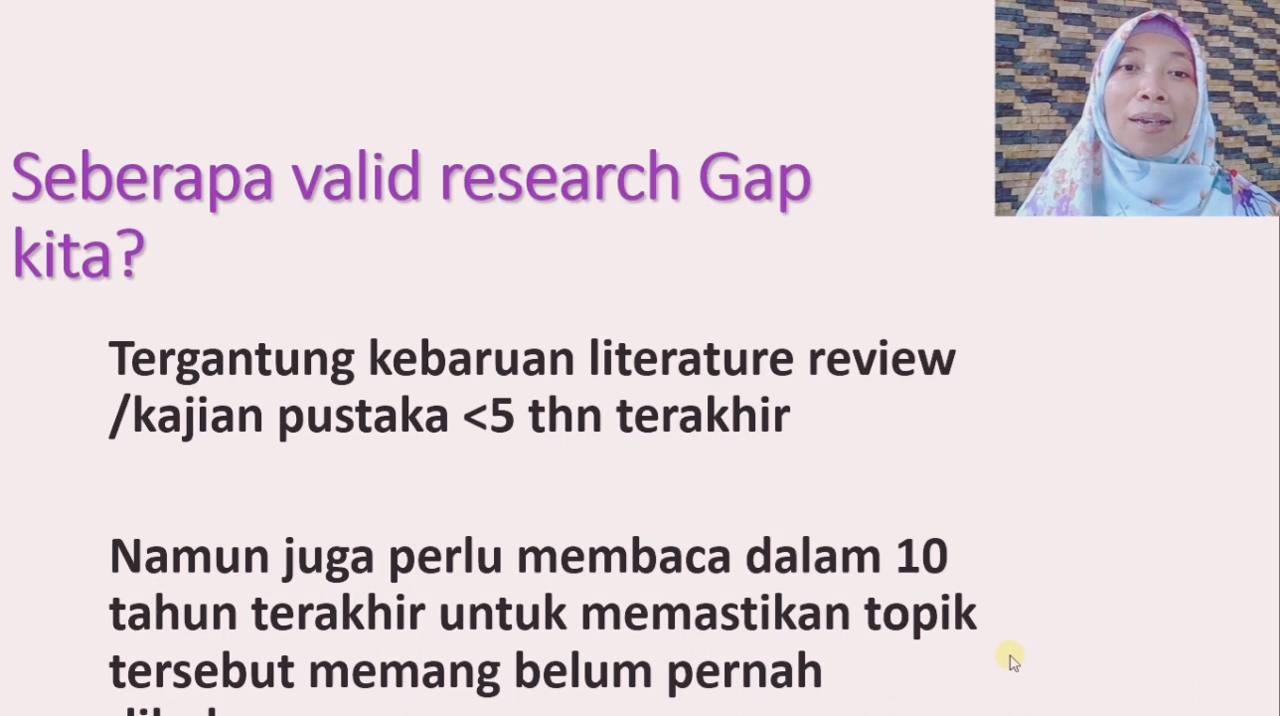 Seberapa valid research Gap
kita?
Tergantung kebaruan literature review
/kajian pustaka <5 thn terakhir
Namun juga perlu membaca dalam 10
tahun terakhir untuk memastikan topik
tersebut memang belum pernah